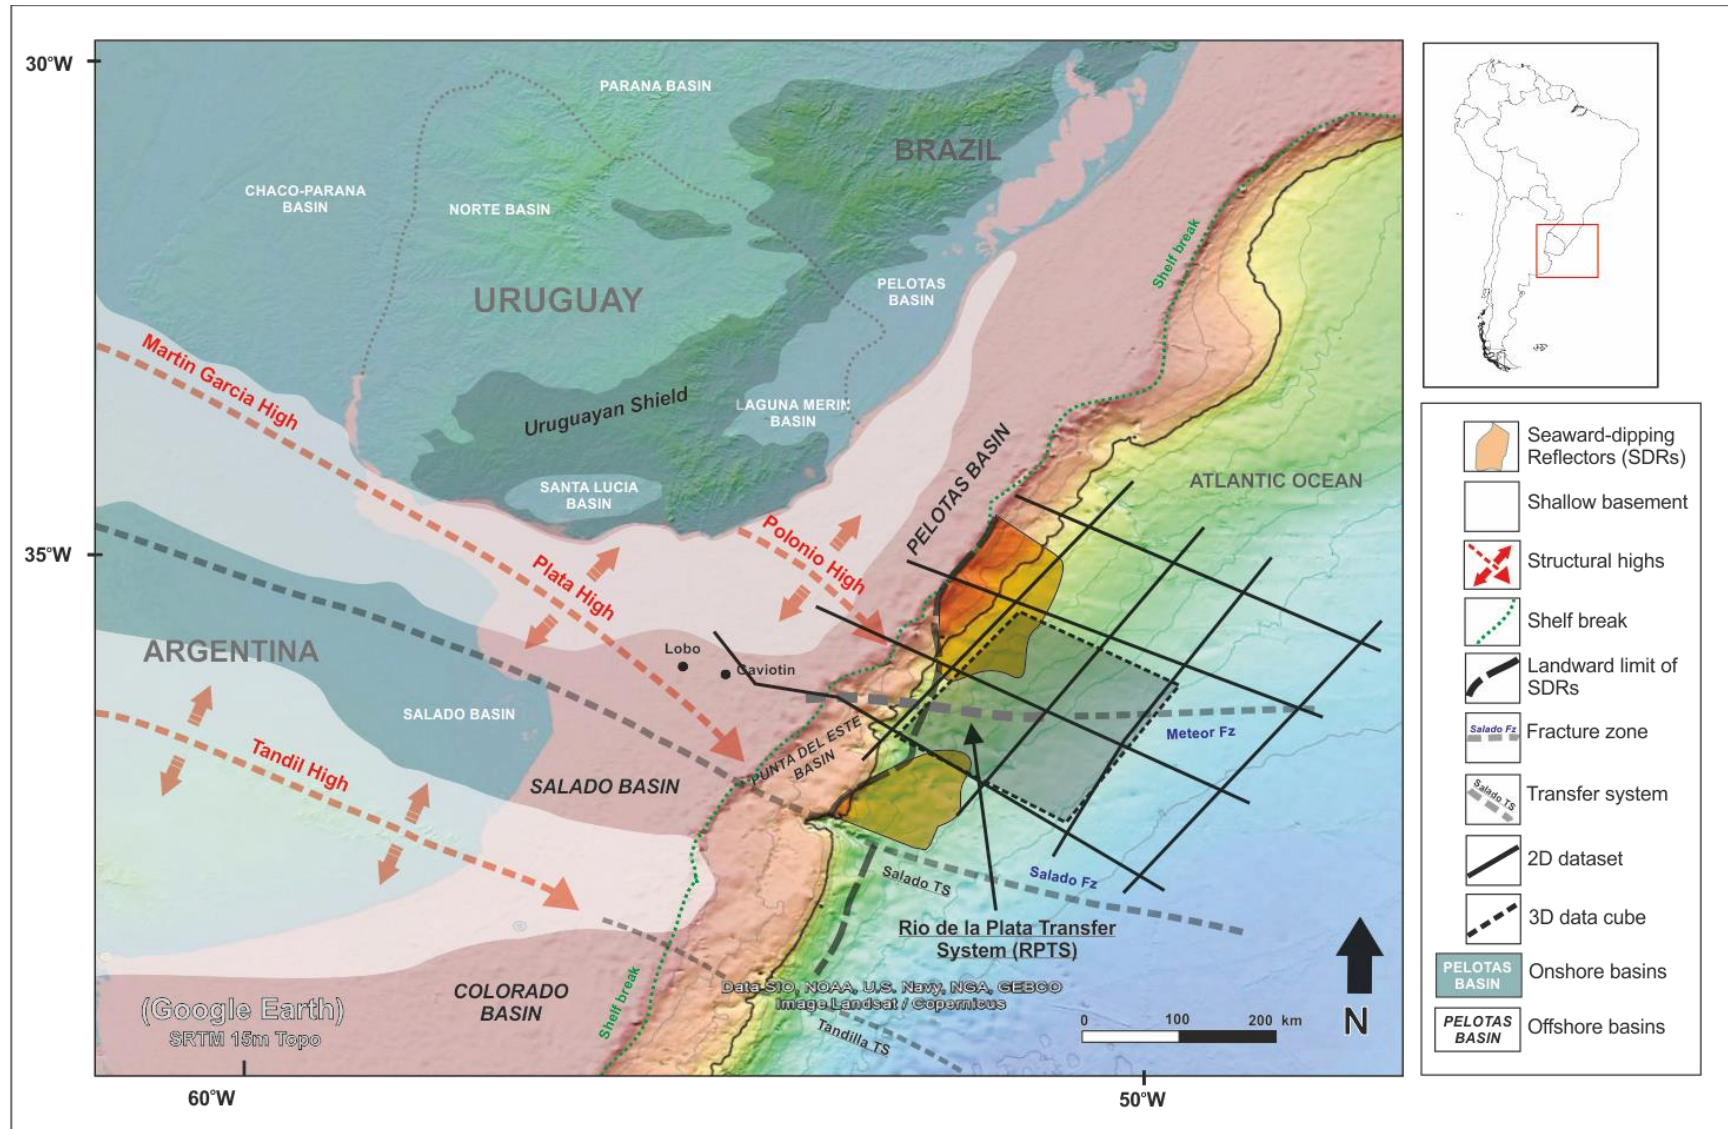 30°W
35°W
60°W
50°W
PARANA BASIN
BRAZIL
CHACO-PARANA
BASIN
NORTE BASIN
Shelf break
PELOTAS
BASIN
URUGUAY
Martin Garcia High
Uruguayan Shield
LAGUNA MERIN
BASIN
PELOTAS BASIN
ATLANTIC OCEAN
SANTA LUCIA
BASIN
Polonio High
Plata High
ARGENTINA
Lobo
Gaviotin
SALADO BASIN
Tandil High
PUNTA DEL ESTE
BASIN
Meteor Fz
SALADO BASIN
Salado TS
Salado Fz
Rio de la Plata Transfer
System (RPTS)
COLORADO
BASIN
Shelf break
Data SIO, NOAA, U.S. Navy, NGA, GEBCO
Image Landsat / Copernicus
(Google Earth)
SRTM 15m Topo
Tandilla TS
0 100 200 km
N
Seaward-dipping
Reflectors (SDRs)
Shallow basement
Structural highs
Shelf break
Landward limit of
SDRs
Salado Fz
Fracture zone
Salado TS
Transfer system
2D dataset
3D data cube
PELOTAS
BASIN
Onshore basins
PELOTAS
BASIN
Offshore basins